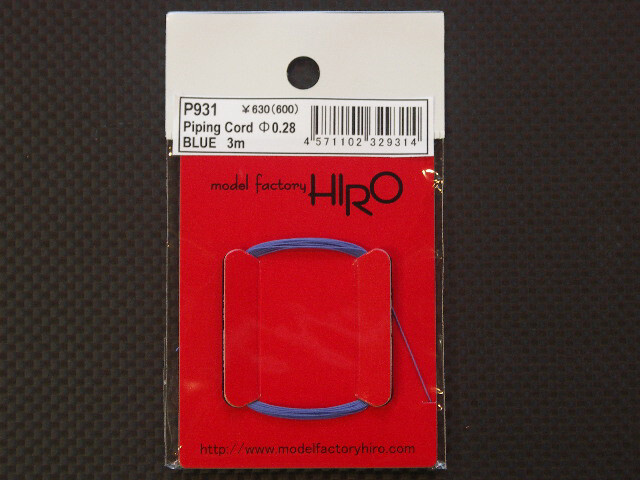 P931 ￥630(600)
Piping Cord Φ0.28
BLUE 3m
4 571102 329314
model factory HIRO
http://www.modelfactoryhiro.com